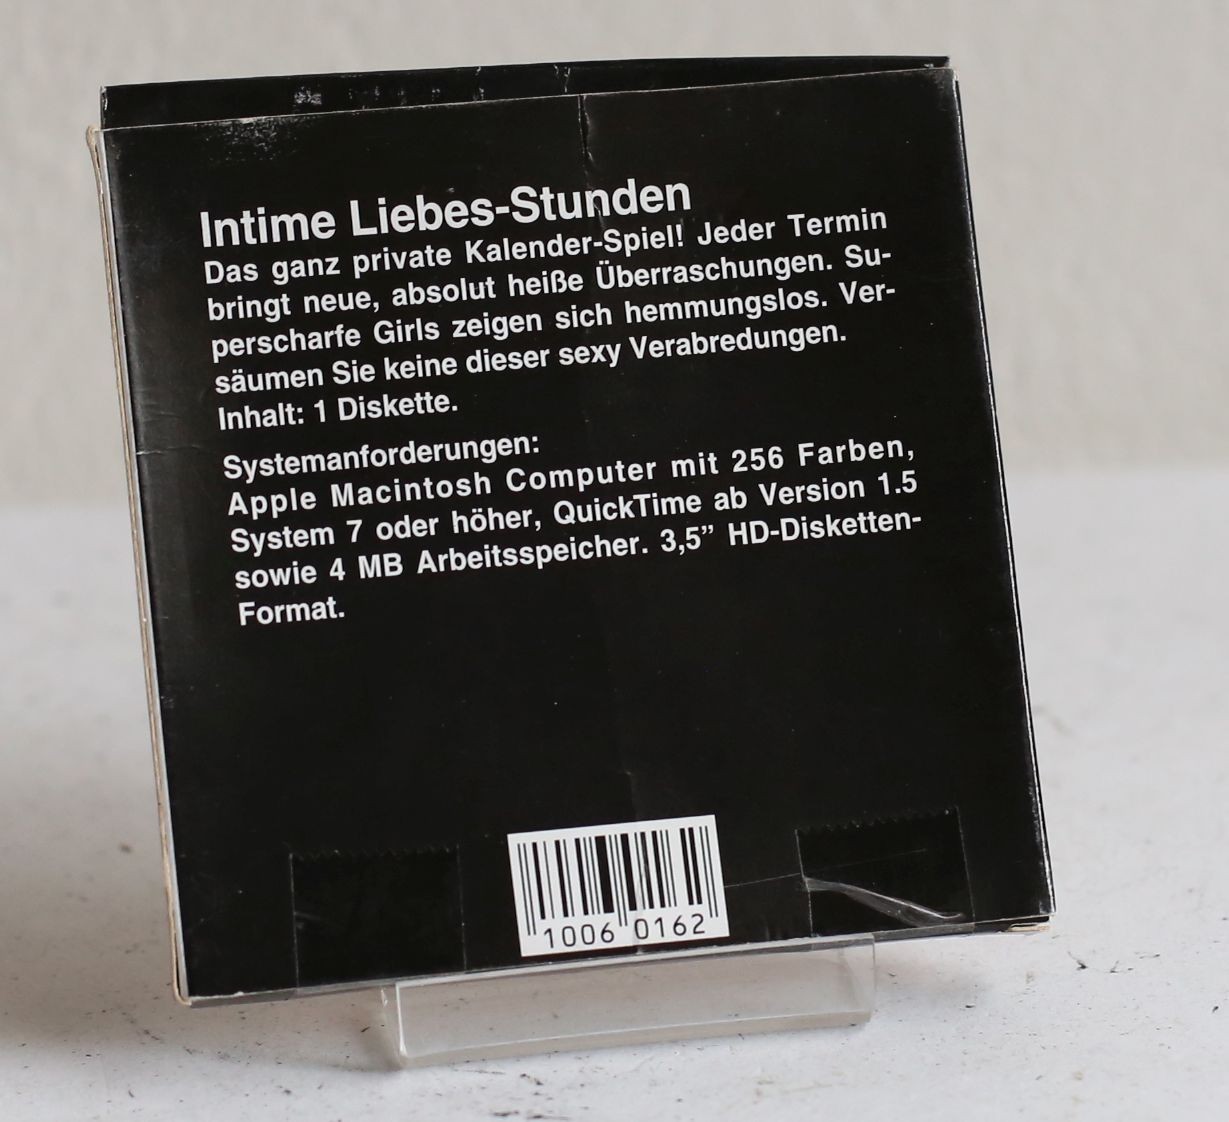 Intime Liebes-Stunden
Das ganz private Kalender-Spiel! Jeder Termin
bringt neue, absolut heiße Überraschungen. Su-
perscharfe Girls zeigen sich hemmungslos. Ver-
säumen Sie keine dieser sexy Verabredungen.
Inhalt: 1 Diskette.
Systemanforderungen:
Apple Macintosh Computer mit 256 Farben,
System 7 oder höher, QuickTime ab Version 1.5
sowie 4 MB Arbeitsspeicher. 3,5” HD-Disketten-
Format.
1006 0162